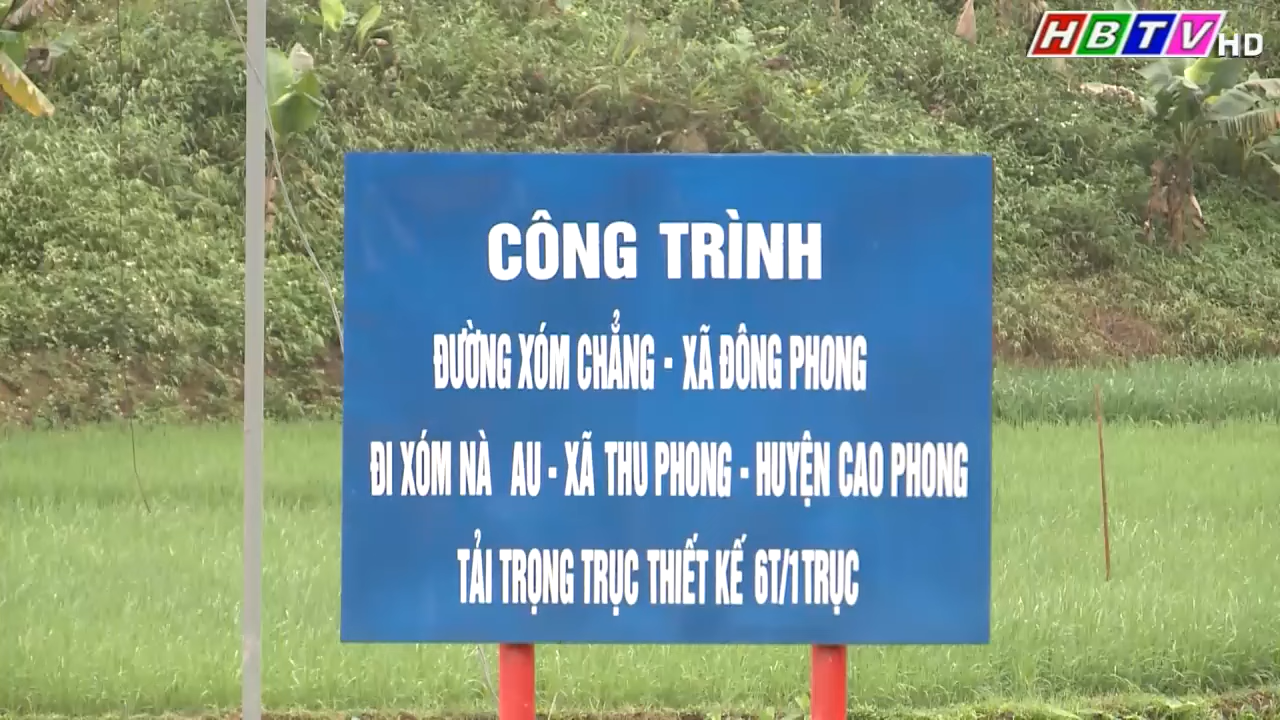 HBTV HD
CÔNG TRÌNH
ĐƯỜNG XÓM CHẲNG - XÃ ĐÔNG PHONG
ĐI XÓM NÀ AU - XÃ THU PHONG - HUYỆN CAO PHONG
TẢI TRỌNG TRỤC THIẾT KẾ 6T/1TRỤC